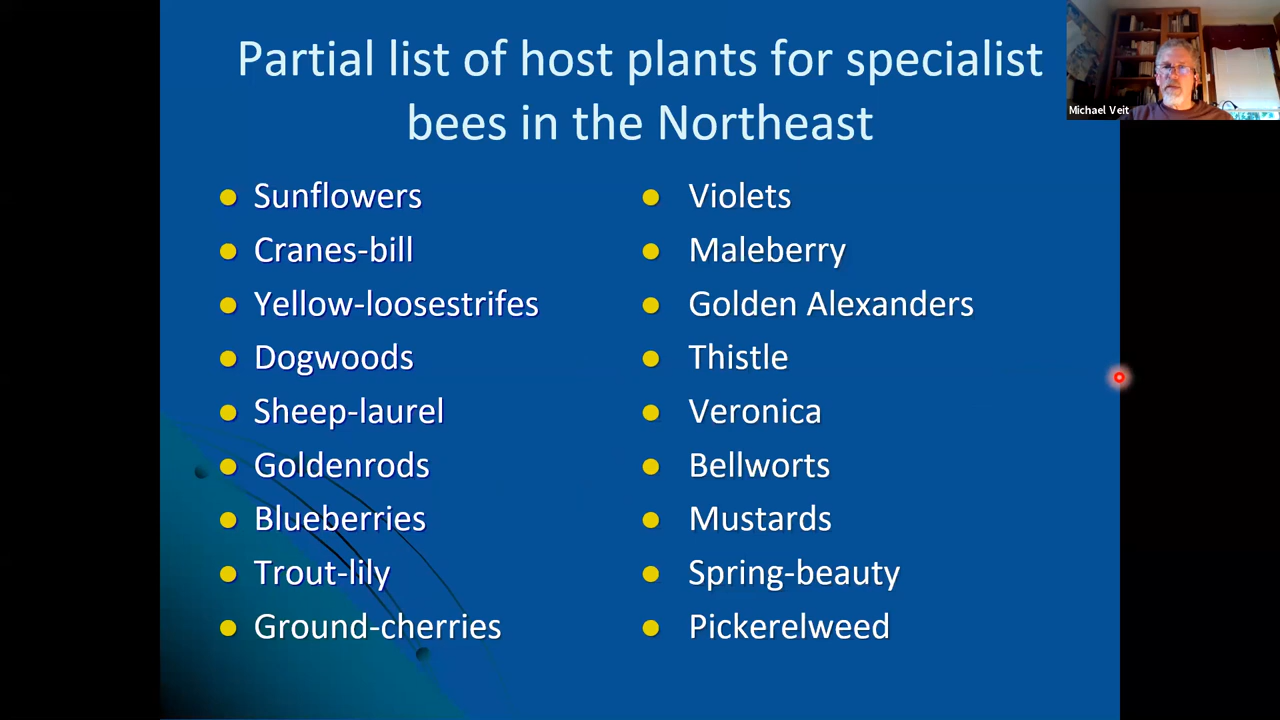 Partial list of host plants for specialist
bees in the Northeast
Michael Veit
Sunflowers
Cranes-bill
Yellow-loosestrifes
Dogwoods
Sheep-laurel
Goldenrods
Blueberries
Trout-lily
Ground-cherries
Violets
Maleberry
Golden Alexanders
Thistle
Veronica
Bellworts
Mustards
Spring-beauty
Pickerelweed